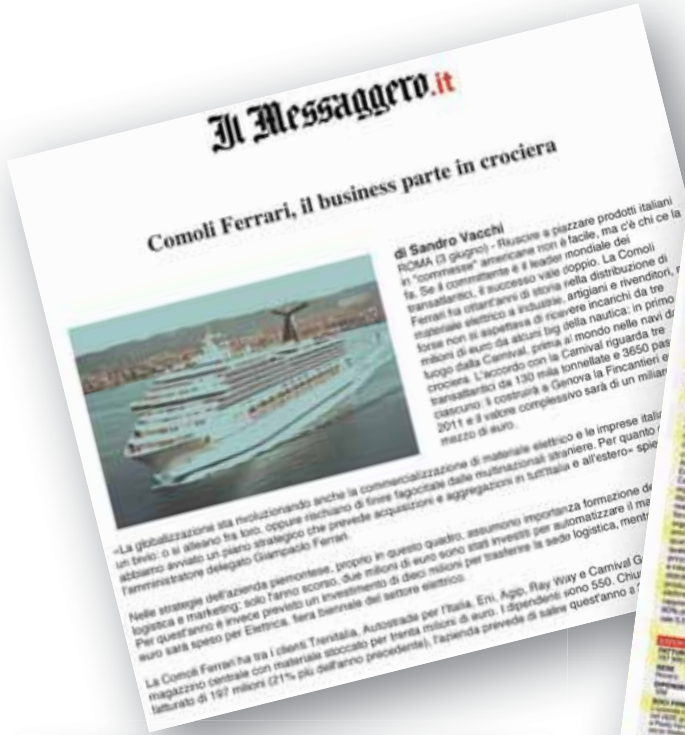 Il Messaggero.it
Comoli Ferrari, il business parte in crociera
di Sandro Vacchi
ROMA (3 giugno) - Riuscire a piazzare prodotti italiani
in "commesse" americane non è facile, ma c'è chi ce la
fa. Se il committente è il leader mondiale dei
transatlantici, il successo vale doppio. La Comoli
Ferrari ha ottant'anni di storia nella distribuzione di
materiale elettrico a industrie, artigiani e rivenditori,
forse non si aspettava di ricevere incarichi da tre
milioni di euro da alcuni big della nautica: in primo
luogo dalla Carnival, prima al mondo nelle navi da
crociera. L'accordo con la Carnival riguarda tre
transatlantici da 130 mila tonnellate e 3650
ciascuno: li costruirà a Genova la Fincantieri
2011 e il valore complessivo sarà di un
mezzo di euro.
«La globalizzazione sta rivoluzionando anche la commercializzazione di materiale elettrico e le imprese
un bivio: o si alleano fra loro, oppure rischiano di finire fagocitate dalle multinazionali straniere. Per quanto
abbiamo avviato un piano strategico che prevede acquisizioni e aggregazioni in tutt'Italia e all'estero»
l'amministratore delegato Giampaolo Ferrari.
Nelle strategie dell'azienda piemontese, proprio in questo quadro, assumono importanza formazione
logistica e marketing: solo l'anno scorso, due milioni di euro sono stati investiti per automatizzare il
Per quest'anno è invece previsto un investimento di dieci milioni per trasferire la sede logistica,
euro sarà speso per Elettrica, fiera biennale del settore elettrico.
La Comoli Ferrari ha tra i clienti Trenitalia, Autostrade per l'Italia, Eni, Agip, Ray Way e Carnival
magazzino centrale con materiale stoccato per trenta milioni di euro. I dipendenti sono 550.
fatturato di 197 milioni (21% più dell'anno precedente), l'azienda prevede di salire quest'anno a